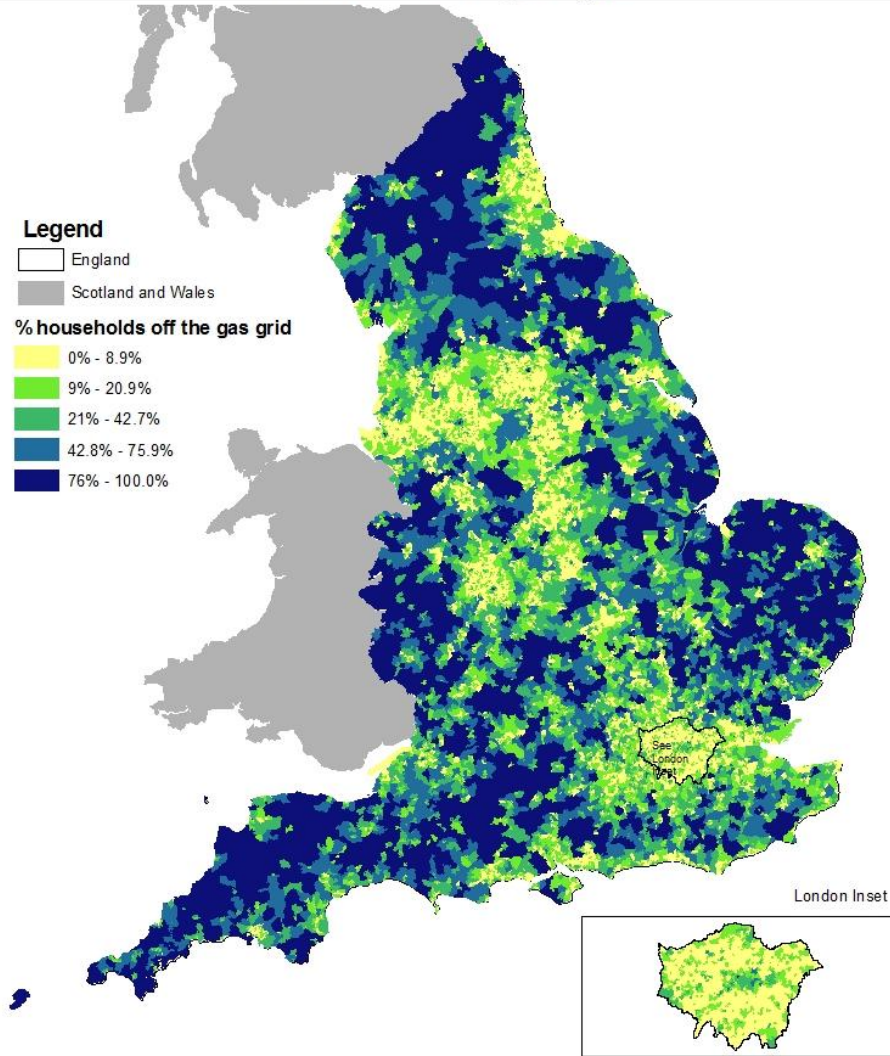 Legend
England
Scotland and Wales
% households off the gas grid
0% - 8.9%
9% - 20.9%
21% - 42.7%
42.8% - 75.9%
76% - 100.0%
See
London
Inset
London Inset